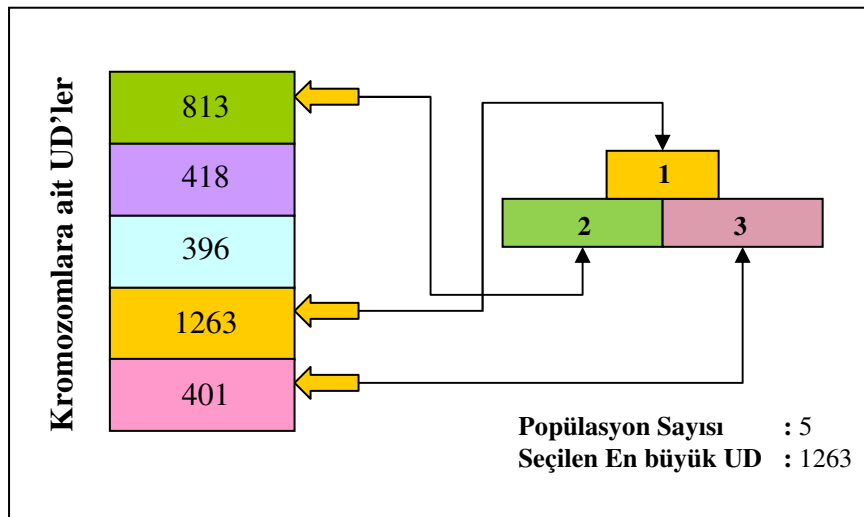 Kromozomlara ait UD’ler
813
418
396
1263
401
1
2 3
Popülasyon Sayısı : 5
Seçilen En büyük UD : 1263